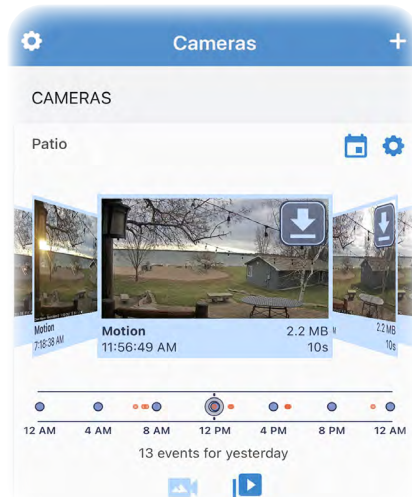 Cameras
CAMERAS
Patio
Motion
7:18:38 AM
Motion
11:56:49 AM
2.2 MB
10s
2.2 MB
10s
12 AM 4 AM 8 AM 12 PM 4 PM 8 PM 12 AM
13 events for yesterday